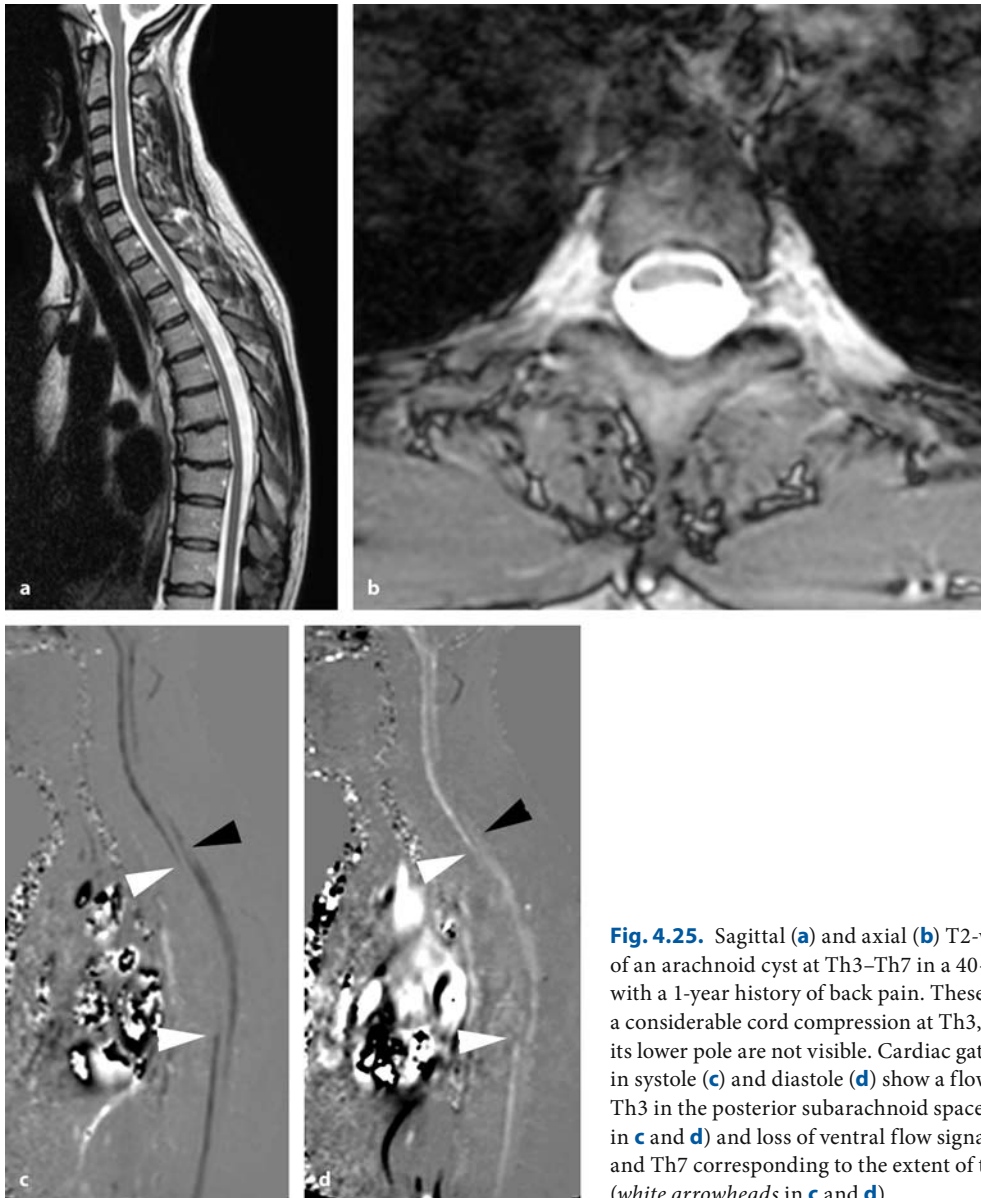 a
b
c
d
Fig. 4.25. Sagittal (a) and axial (b) T2-
of an arachnoid cyst at Th3–Th7 in a 40-
with a 1-year history of back pain. These
a considerable cord compression at Th3,
its lower pole are not visible. Cardiac gat
in systole (c) and diastole (d) show a flow
Th3 in the posterior subarachnoid space
in c and d) and loss of ventral flow signa
and Th7 corresponding to the extent of t
(white arrowheads in c and d)